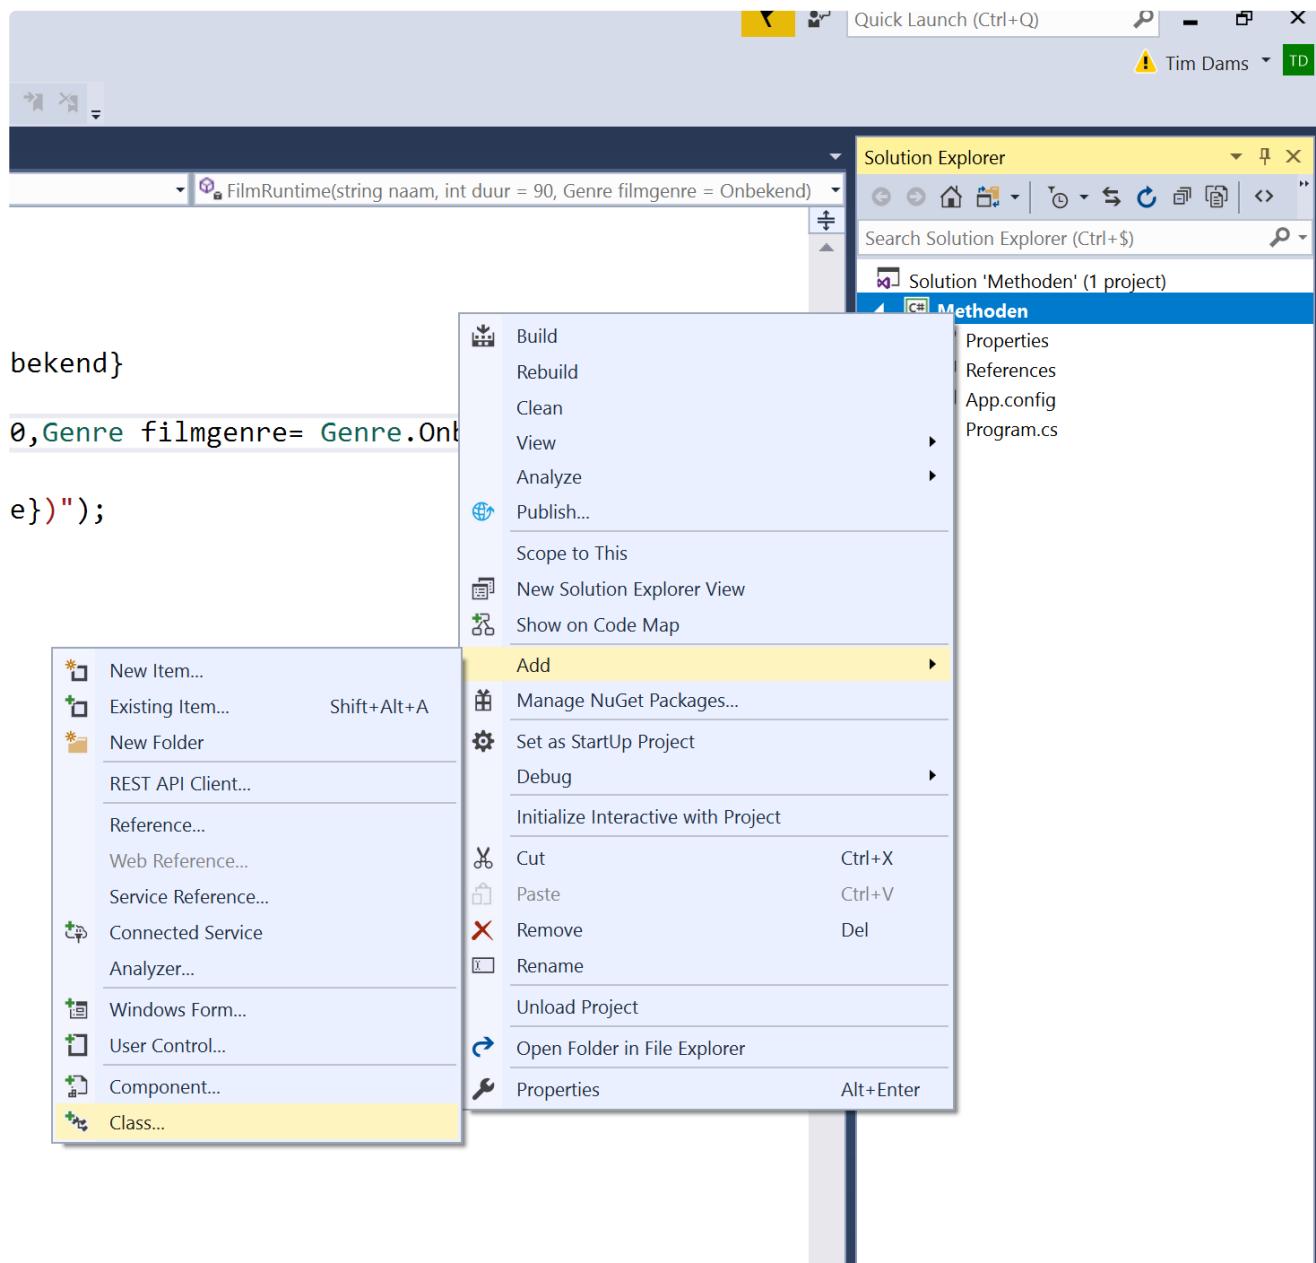 Quick Launch (Ctrl+Q)
Tim Dams
TD
FilmRuntime(string naam, int duur = 90, Genre filmgenre = Onbekend)
bekend}
0,Genre filmgenre= Genre.Onb
e})");
Solution Explorer
Search Solution Explorer (Ctrl+$)
Solution 'Methoden' (1 project)
C# Methoden
Properties
References
App.config
Program.cs
Build
Rebuild
Clean
View
Analyze
Publish...
Scope to This
New Solution Explorer View
Show on Code Map
Add
Manage NuGet Packages...
Set as StartUp Project
Debug
Initialize Interactive with Project
Cut Ctrl+X
Paste Ctrl+V
Remove Del
Rename
Unload Project
Open Folder in File Explorer
Properties Alt+Enter
New Item...
Existing Item... Shift+Alt+A
New Folder
REST API Client...
Reference...
Web Reference...
Service Reference...
Connected Service
Analyzer...
Windows Form...
User Control...
Component...
Class...